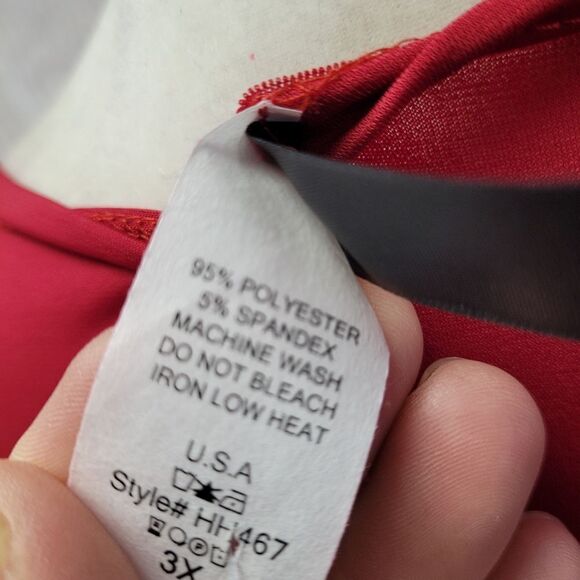 95% POLYESTER
5% SPANDEX
MACHINE WASH
DO NOT BLEACH
IRON LOW HEAT
U.S.A
Style# HH467
3X